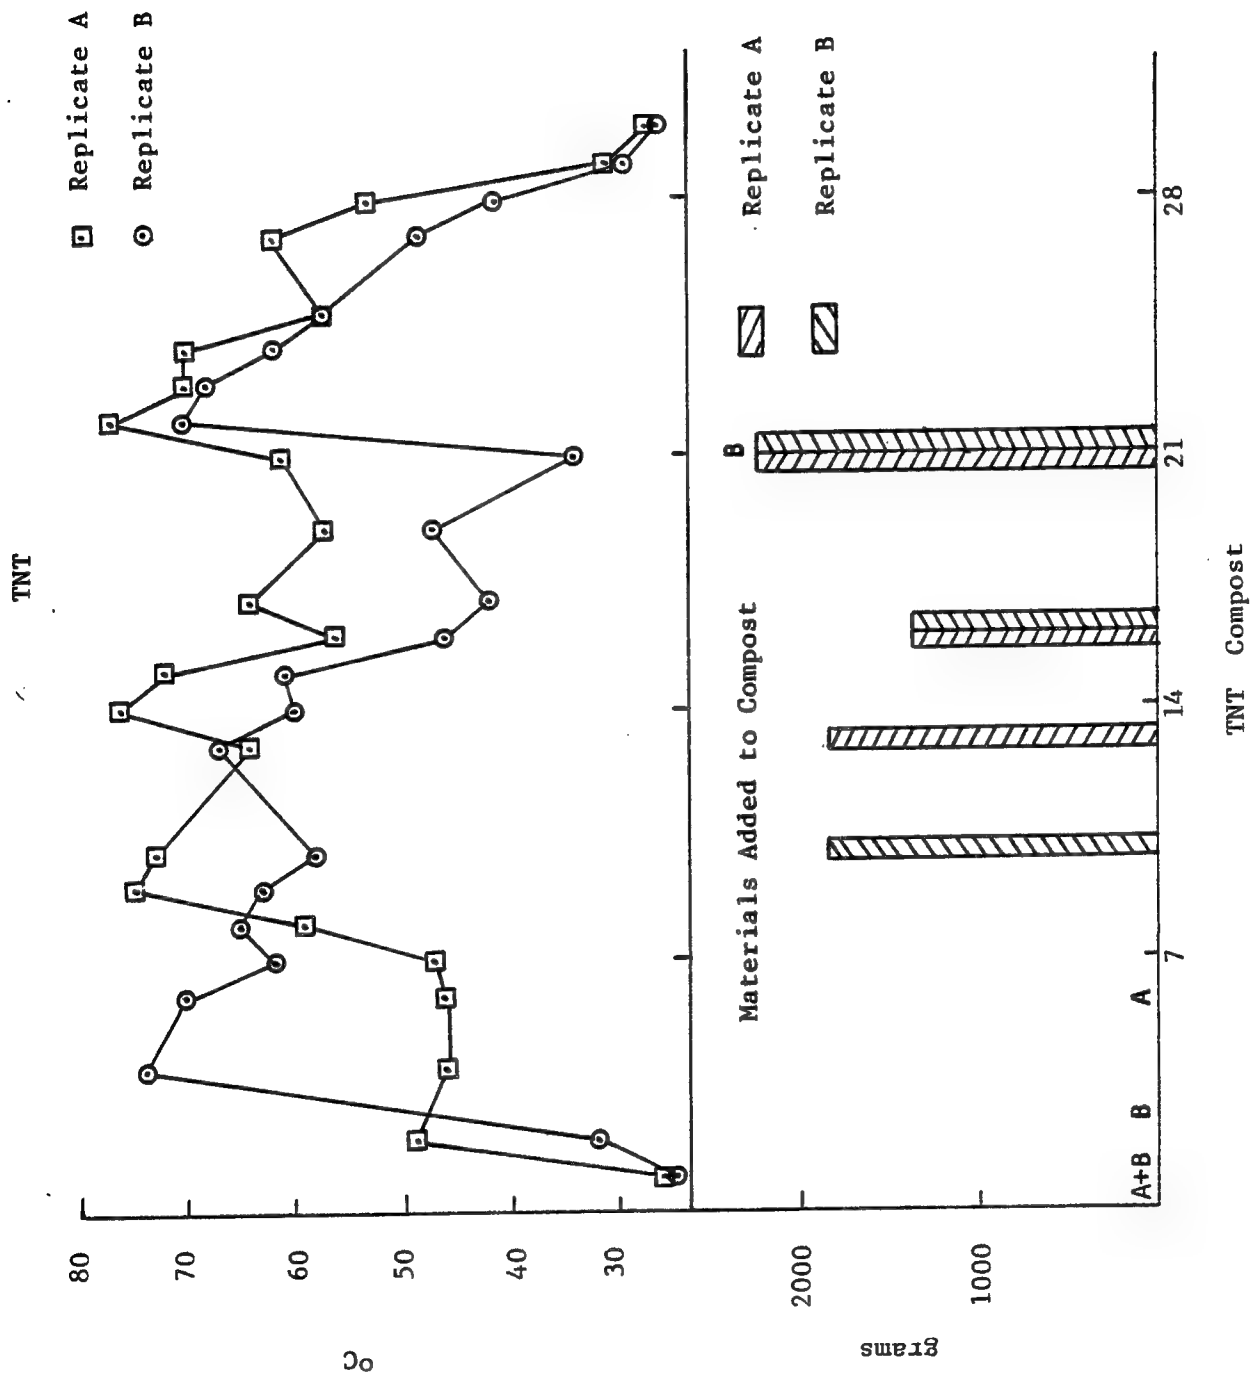 TNT
Replicate A
Replicate B
80
70
60
50
40
30
°C
Materials Added to Compost
Replicate A
Replicate B
B
2000
1000
grams
A+B B A
7 14 21 28
TNT Compost